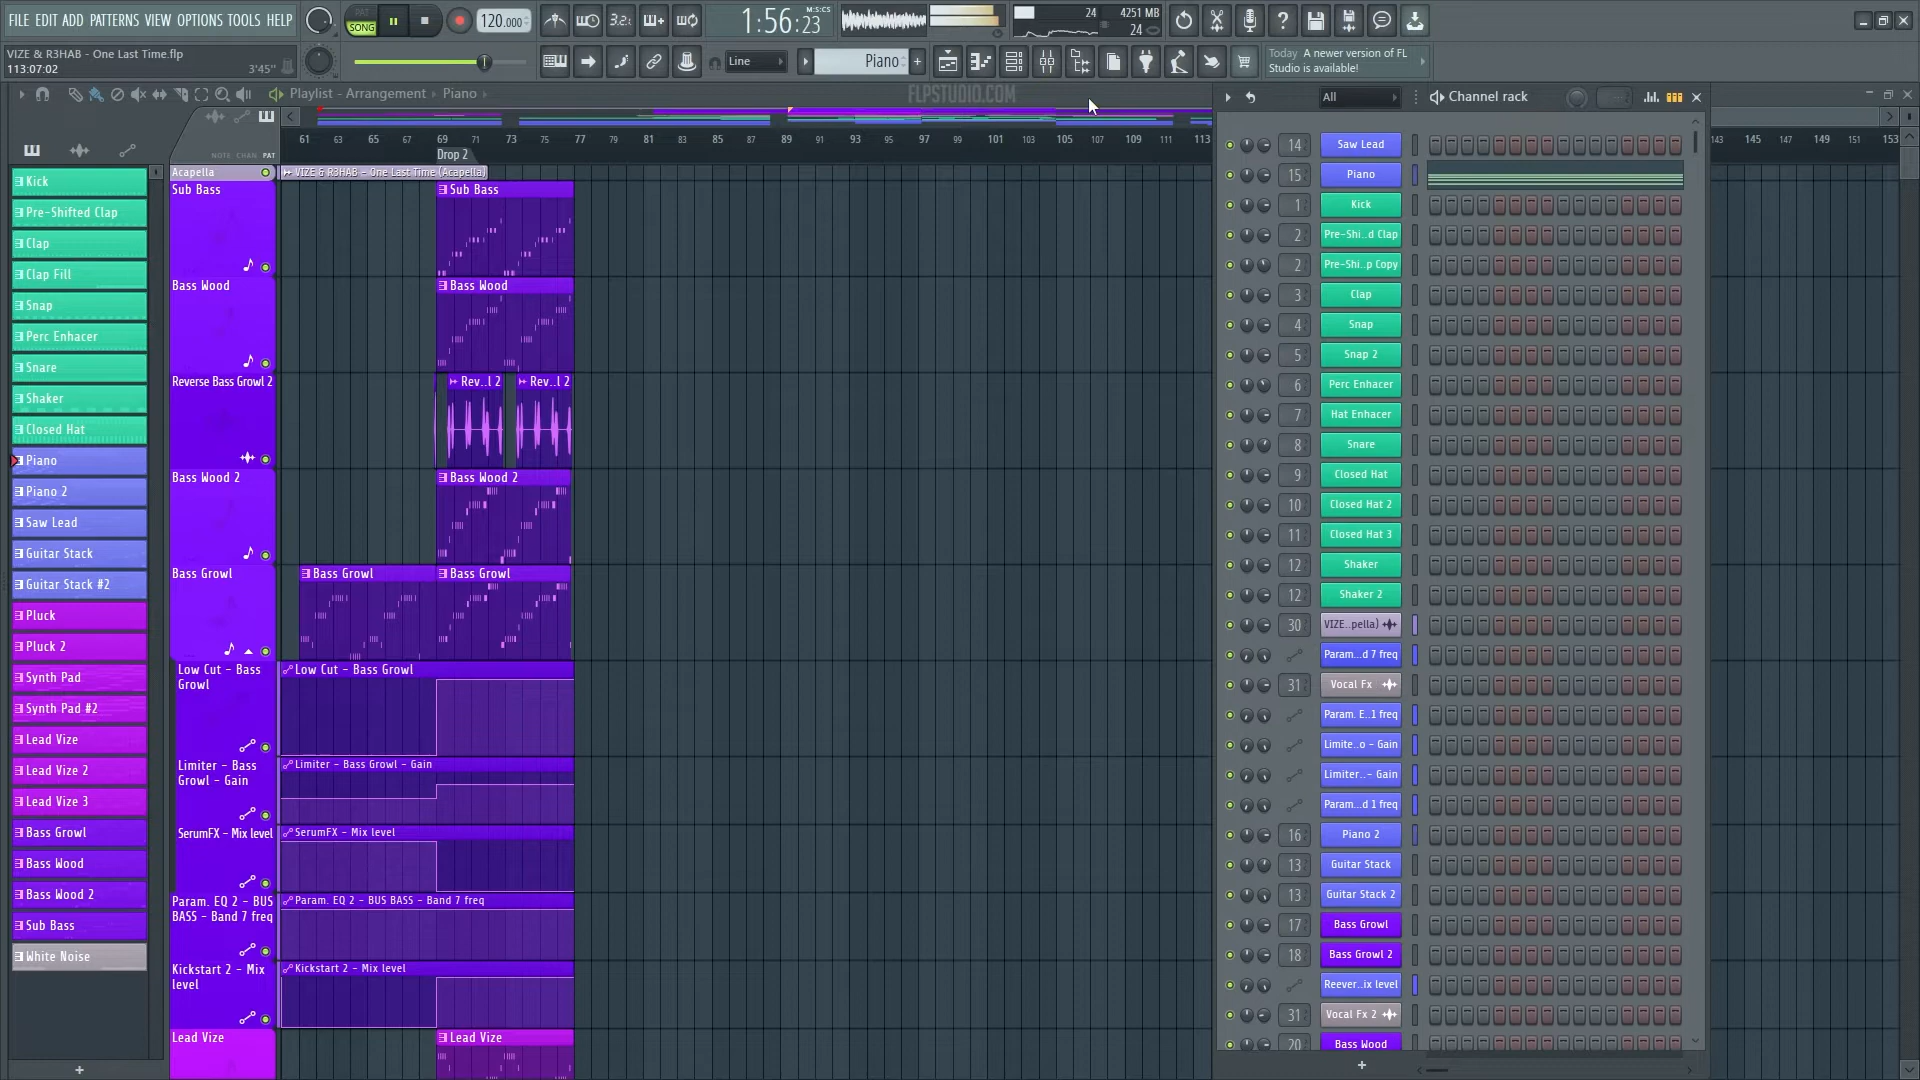 FILE EDIT ADD PATTERNS VIEW OPTIONS TOOLS HELP
PAT
SONG
120.000
3.2.
1:56:23
M:S:CS
24
4251 MB
24
VIZE & R3HAB - One Last Time.flp
113:07:02
3'45"
Line
Piano
Today A newer version of FL
Studio is available!
Playlist - Arrangement › Piano ›
FLPSTUDIO.COM
NOTE CHAN PAT
61 63 65 67 69 71 73 75 77 79 81 83 85 87 89 91 93 95 97 99 101 103 105 107 109 111 113
Drop 2
143 145 147 149 151 153
Kick
Pre-Shifted Clap
Clap
Clap Fill
Snap
Perc Enhacer
Snare
Shaker
Closed Hat
Piano
Piano 2
Saw Lead
Guitar Stack
Guitar Stack #2
Pluck
Pluck 2
Synth Pad
Synth Pad #2
Lead Vize
Lead Vize 2
Lead Vize 3
Bass Growl
Bass Wood
Bass Wood 2
Sub Bass
White Noise
+
Acapella
VIZE & R3HAB - One Last Time (Acapella)
Sub Bass
Sub Bass
Bass Wood
Bass Wood
Reverse Bass Growl 2
Rev..l 2
Rev..l 2
Bass Wood 2
Bass Wood 2
Bass Growl
Bass Growl
Bass Growl
Low Cut - Bass
Growl
Low Cut - Bass Growl
Limiter - Bass
Growl - Gain
Limiter - Bass Growl - Gain
SerumFX - Mix level
SerumFX - Mix level
Param. EQ 2 - BUS
BASS - Band 7 freq
Param. EQ 2 - BUS BASS - Band 7 freq
Kickstart 2 - Mix
level
Kickstart 2 - Mix level
Lead Vize
Lead Vize
All
Channel rack
14 Saw Lead
15 Piano
1 Kick
2 Pre-Shi..d Clap
2 Pre-Shi..p Copy
3 Clap
4 Snap
5 Snap 2
6 Perc Enhacer
7 Hat Enhacer
8 Snare
9 Closed Hat
10 Closed Hat 2
11 Closed Hat 3
12 Shaker
12 Shaker 2
30 VIZE..pella)
Param...d 7 freq
31 Vocal Fx
Param. E..1 freq
Limite..o - Gain
Limiter..- Gain
Param...d 1 freq
16 Piano 2
13 Guitar Stack
13 Guitar Stack 2
17 Bass Growl
18 Bass Growl 2
Reever..ix level
31 Vocal Fx 2
20 Bass Wood
+